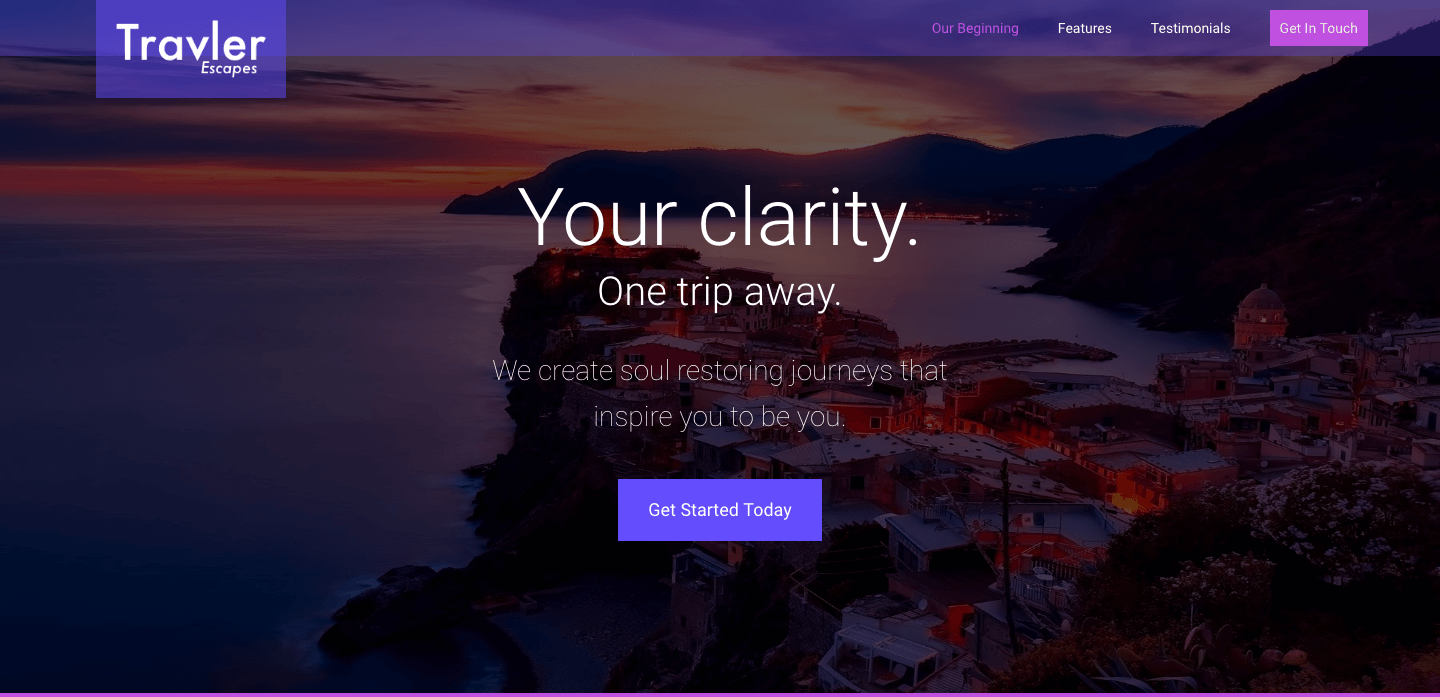 Travler
Escapes
Our Beginning
Features
Testimonials
Get In Touch
Your clarity.
One trip away.
We create soul restoring journeys that
inspire you to be you.
Get Started Today